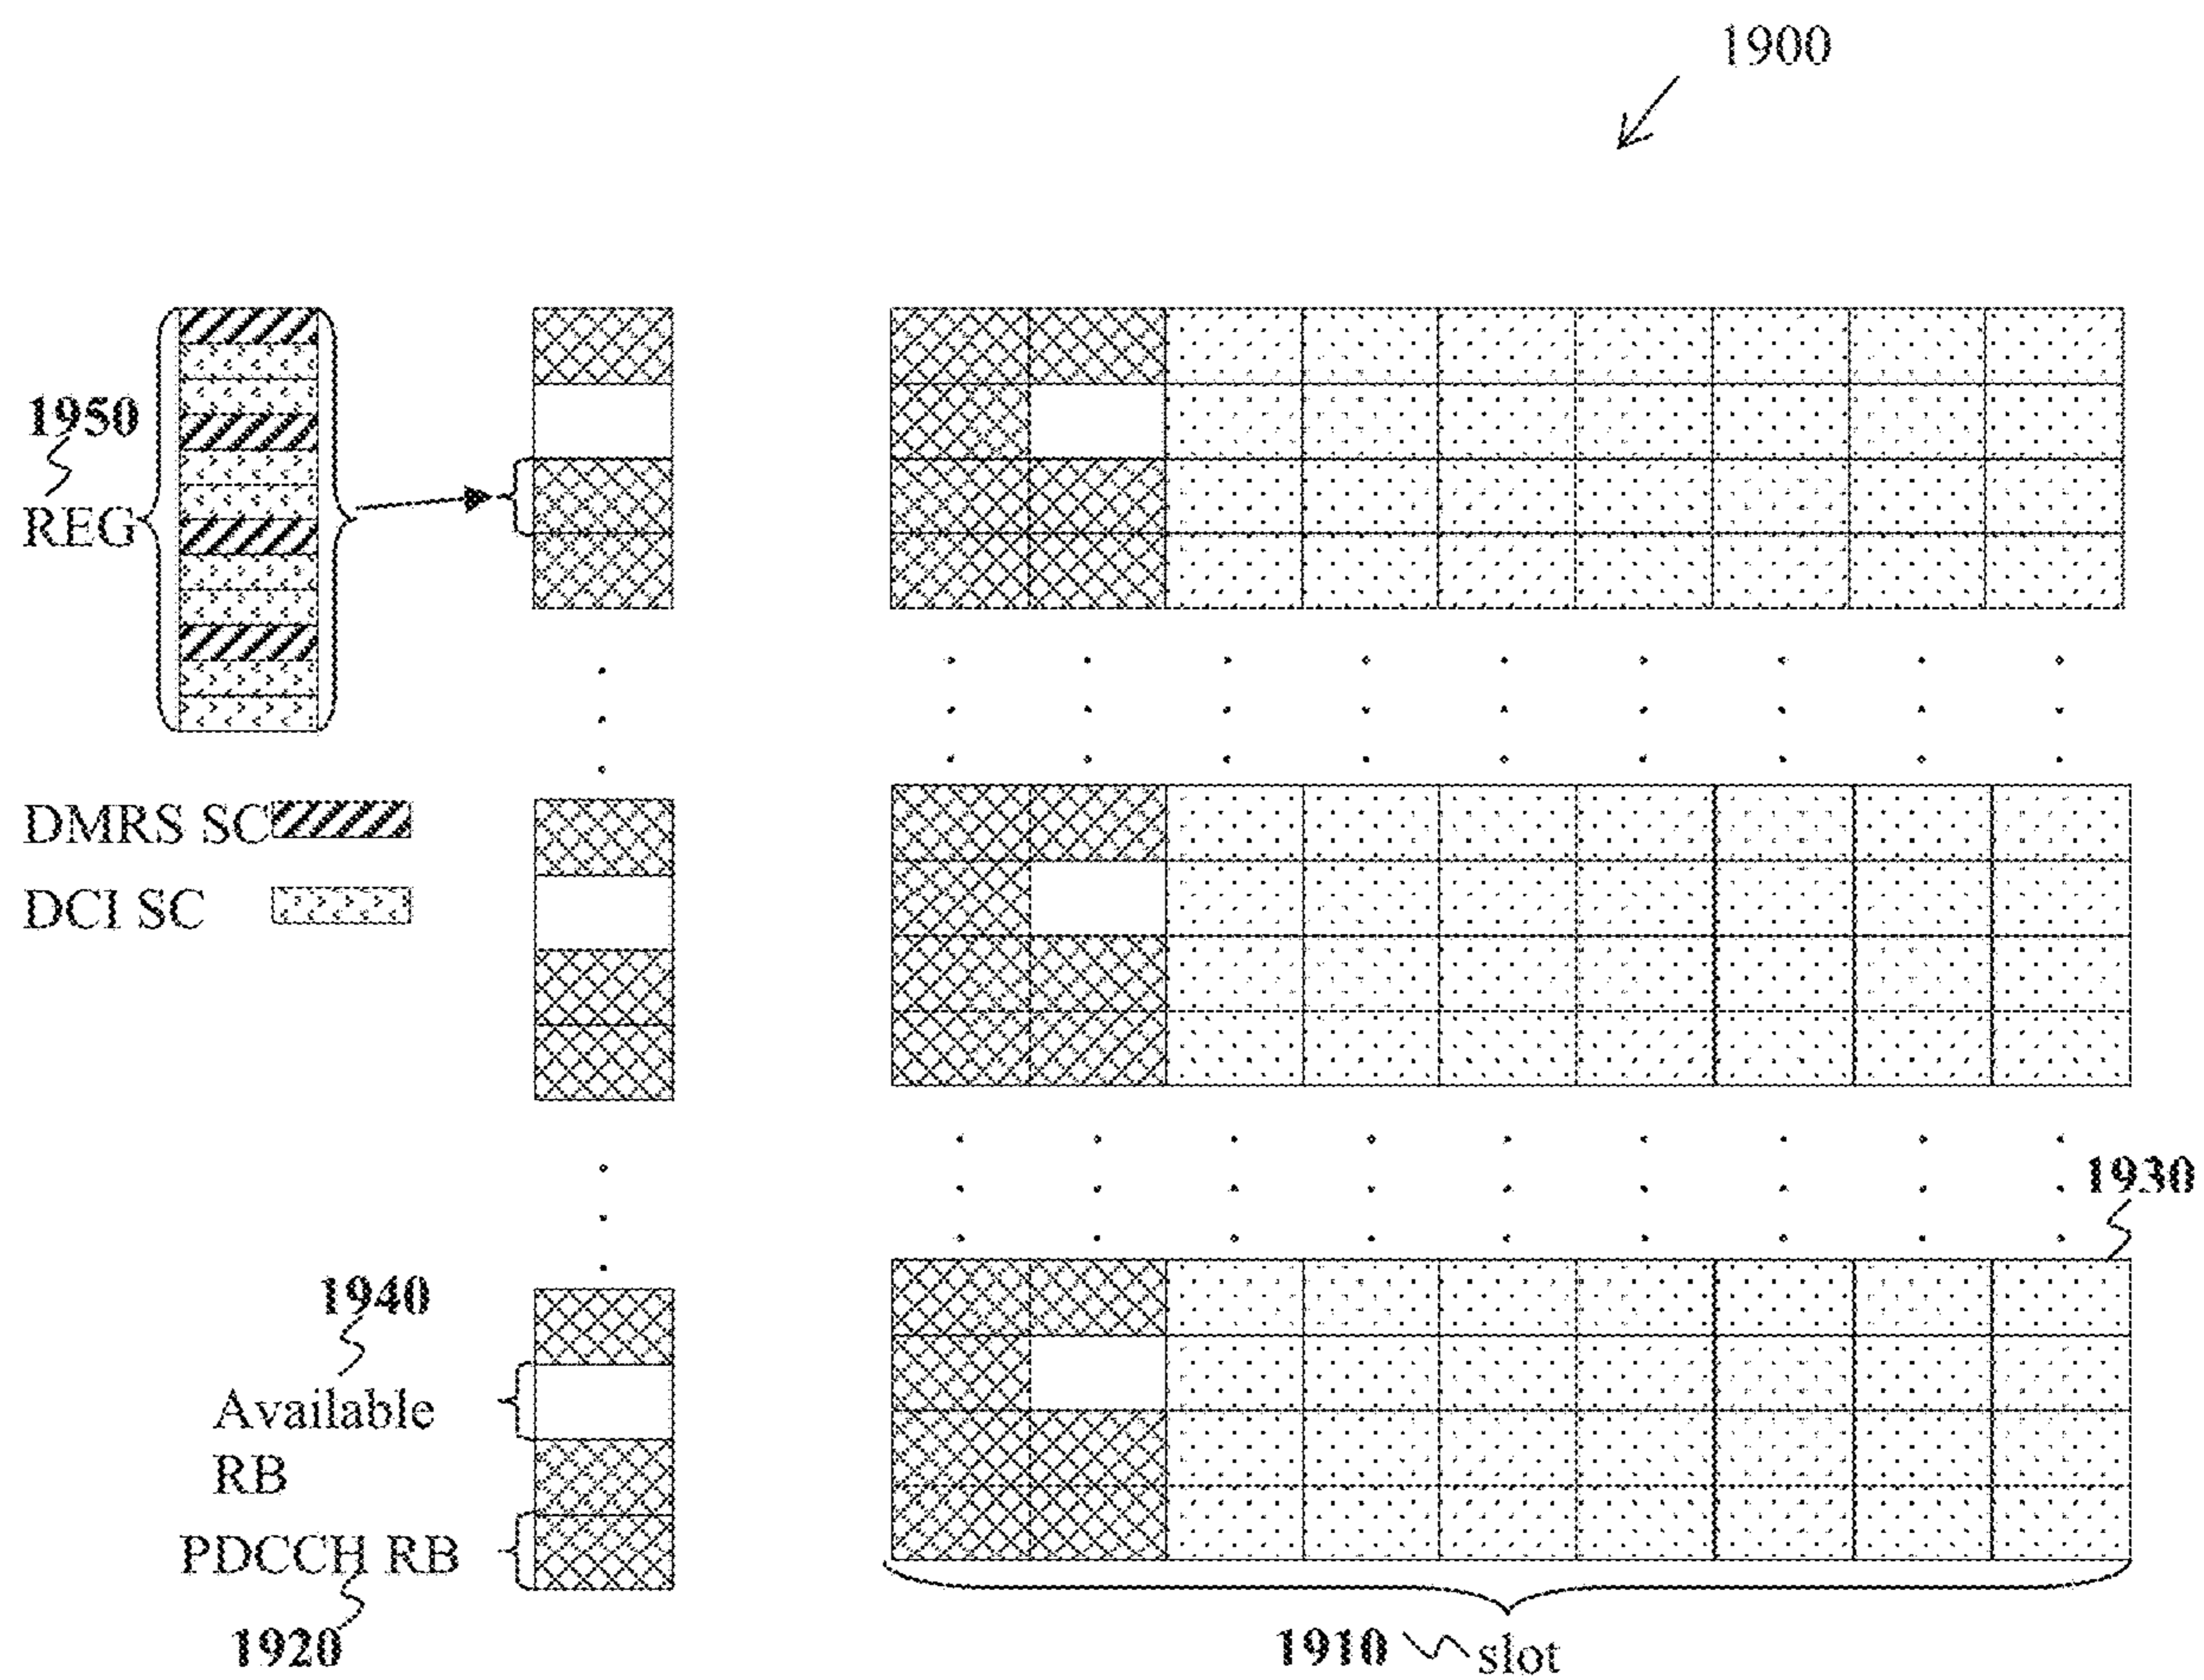 1900
1950
REG
DMRS SC
DCI SC
1930
1940
Available
RB
PDCCH RB
1920
1910
slot